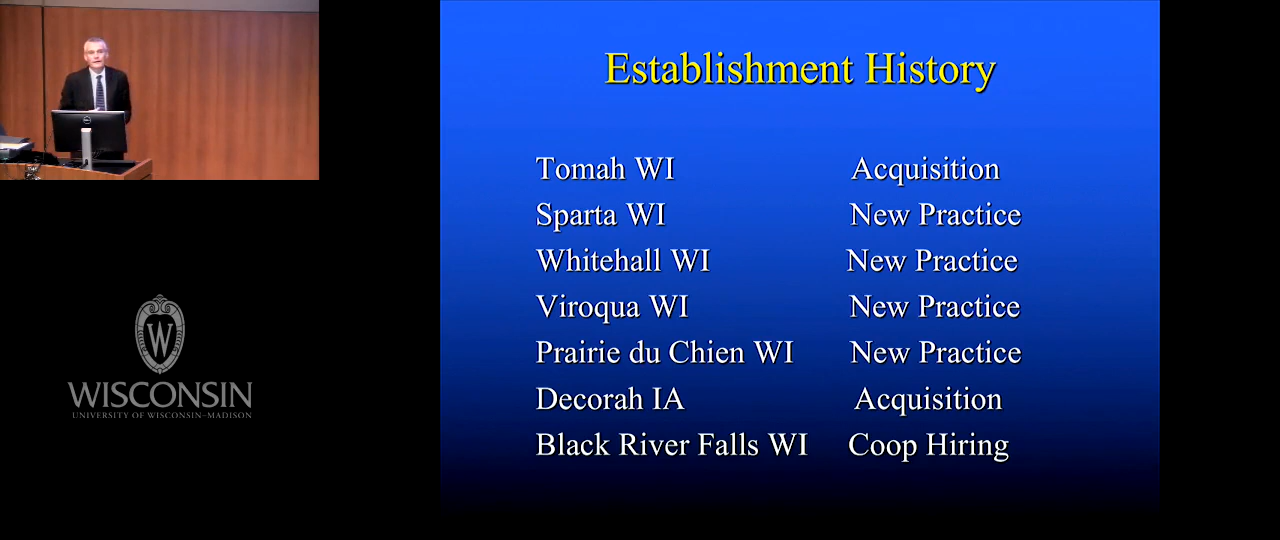 Establishment History
Tomah WI Acquisition
Sparta WI New Practice
Whitehall WI New Practice
Viroqua WI New Practice
Prairie du Chien WI New Practice
Decorah IA Acquisition
Black River Falls WI Coop Hiring
W
WISCONSIN
UNIVERSITY OF WISCONSIN–MADISON